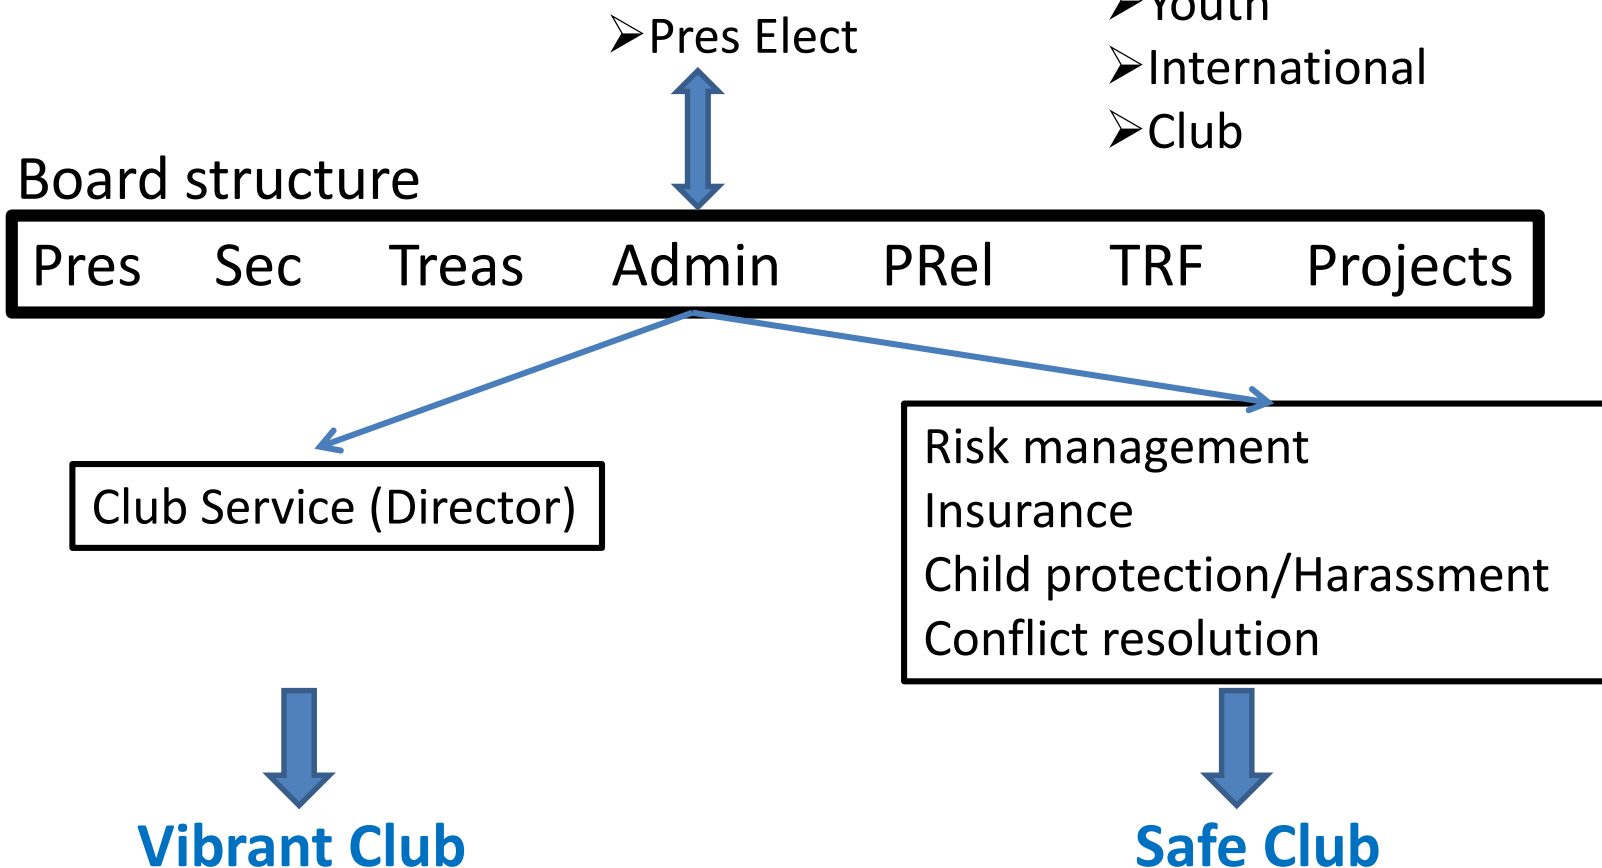 ➢Pres Elect
➢Youth
➢International
➢Club
Board structure
Pres Sec Treas Admin PRel TRF Projects
Club Service (Director)
Risk management
Insurance
Child protection/Harassment
Conflict resolution
Vibrant Club
Safe Club